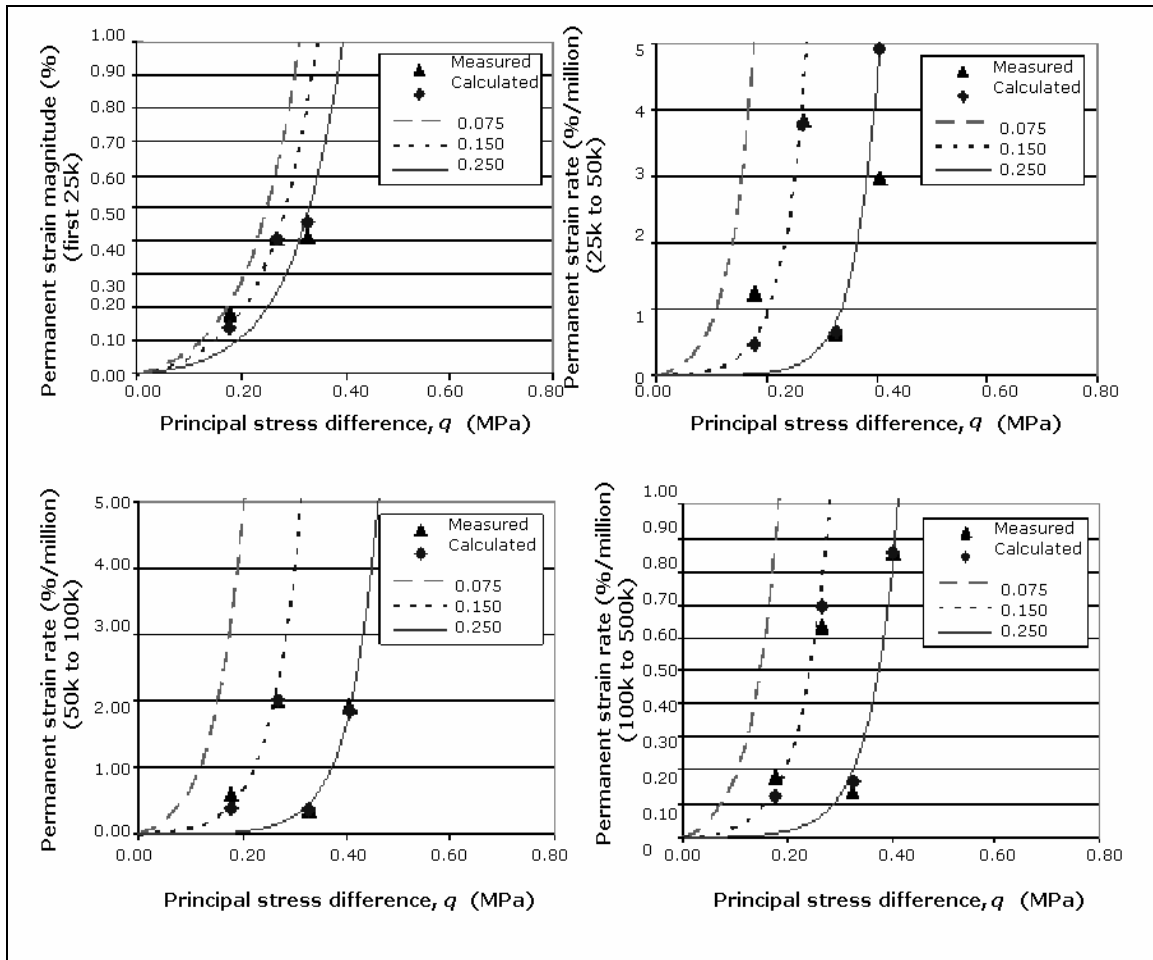 Permanent strain magnitude (%)
(first 25k)
1.00
0.90
0.80
0.70
0.60
0.50
0.40
0.30
0.20
0.10
0.00
0.00 0.20 0.40 0.60 0.80
Principal stress difference, q (MPa)
Measured
Calculated
0.075
0.150
0.250
Permanent strain rate (%/million)
(25k to 50k)
5
4
3
2
1
0
0.00 0.20 0.40 0.60 0.80
Principal stress difference, q (MPa)
Measured
Calculated
0.075
0.150
0.250
Permanent strain rate (%/million)
(50k to 100k)
5.00
4.00
3.00
2.00
1.00
0.00
0.00 0.20 0.40 0.60 0.80
Principal stress difference, q (MPa)
Measured
Calculated
0.075
0.150
0.250
Permanent strain rate (%/million)
(100k to 500k)
1.00
0.90
0.80
0.70
0.60
0.50
0.40
0.30
0.20
0.10
0
0.00 0.20 0.40 0.60 0.80
Principal stress difference, q (MPa)
Measured
Calculated
0.075
0.150
0.250